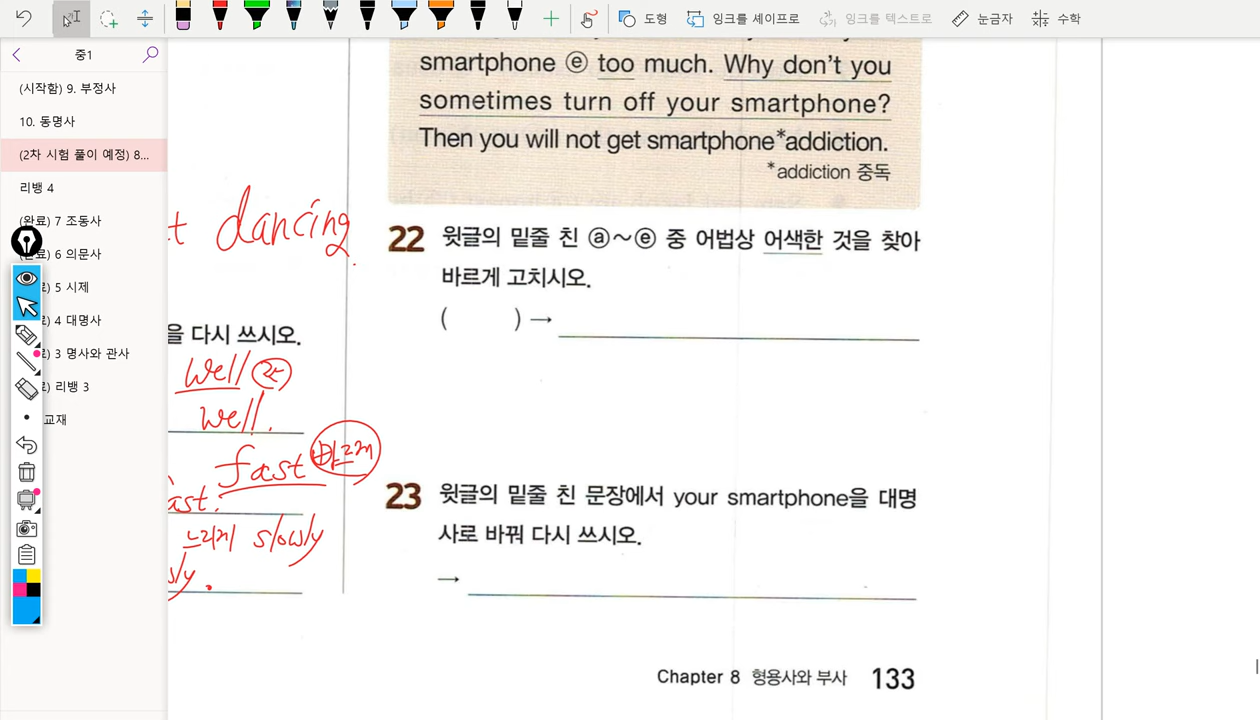 도형
잉크를 셰이프로
잉크를 텍스트로
눈금자
수학
중1
(시작함) 9. 부정사
10. 동명사
(2차 시험 풀이 예정) 8...
리뱅 4
(완료) 7 조동사
6 의문사
5 시제
4 대명사
3 명사와 관사
리뱅 3
교재
smartphone ⓔ too much. Why don't you
sometimes turn off your smartphone?
Then you will not get smartphone*addiction.
*addiction 중독
dancing.
을 다시 쓰시오.
well
well.
fast
slowly
느리게
22 윗글의 밑줄 친 ⓐ~ⓔ 중 어법상 어색한 것을 찾아
바르게 고치시오.
( ) →
23 윗글의 밑줄 친 문장에서 your smartphone을 대명
사로 바꿔 다시 쓰시오.
→
Chapter 8 형용사와 부사 133